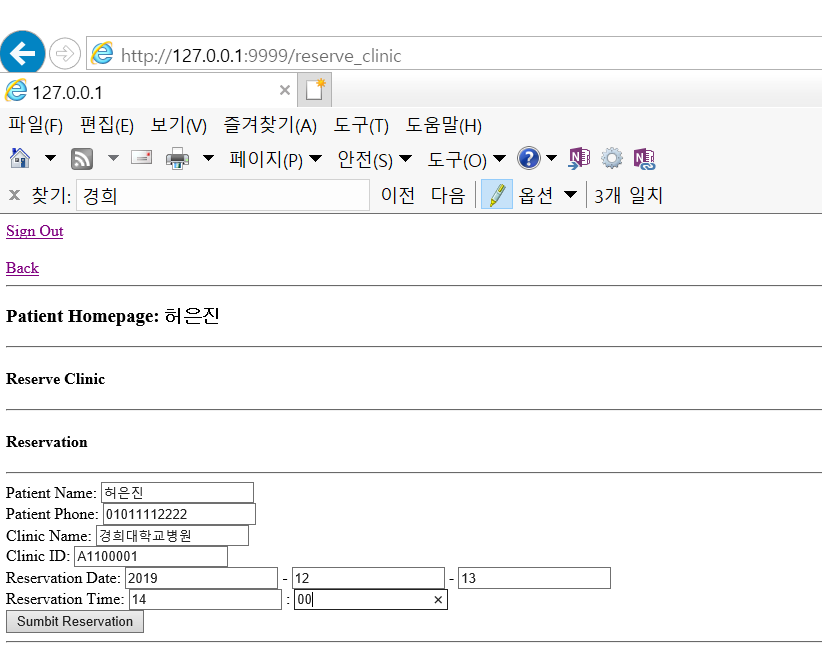 http://127.0.0.1:9999/reserve_clinic
127.0.0.1
파일(F) 편집(E) 보기(V) 즐겨찾기(A) 도구(T) 도움말(H)
페이지(P) 안전(S) 도구(O)
찾기: 경희 이전 다음 옵션 3개 일치
Sign Out
Back
Patient Homepage: 허은진
Reserve Clinic
Reservation
Patient Name: 허은진
Patient Phone: 01011112222
Clinic Name: 경희대학교병원
Clinic ID: A1100001
Reservation Date: 2019 - 12 - 13
Reservation Time: 14 : 00
Sumbit Reservation